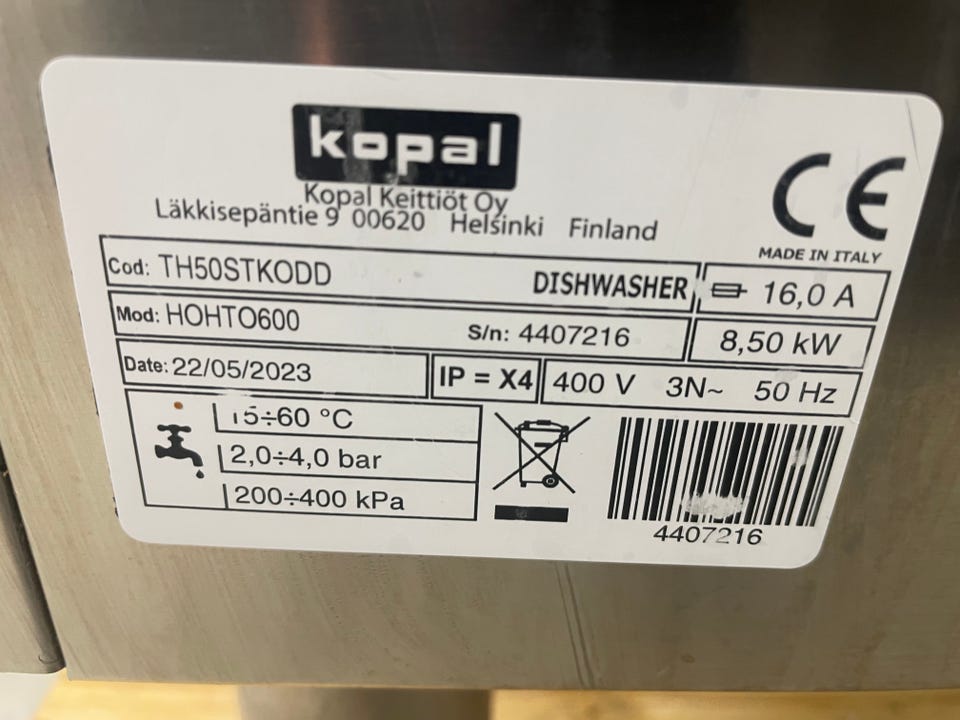 kopal
Kopal Keittiöt Oy
Läkkisepäntie 9 00620 Helsinki Finland
CE
MADE IN ITALY
Cod: TH50STKODD DISHWASHER 16,0 A
Mod: HOHTO600 S/n: 4407216 8,50 kW
Date: 22/05/2023 IP = X4 400 V 3N~ 50 Hz
15÷60 °C
2,0÷4,0 bar
200÷400 kPa
4407216